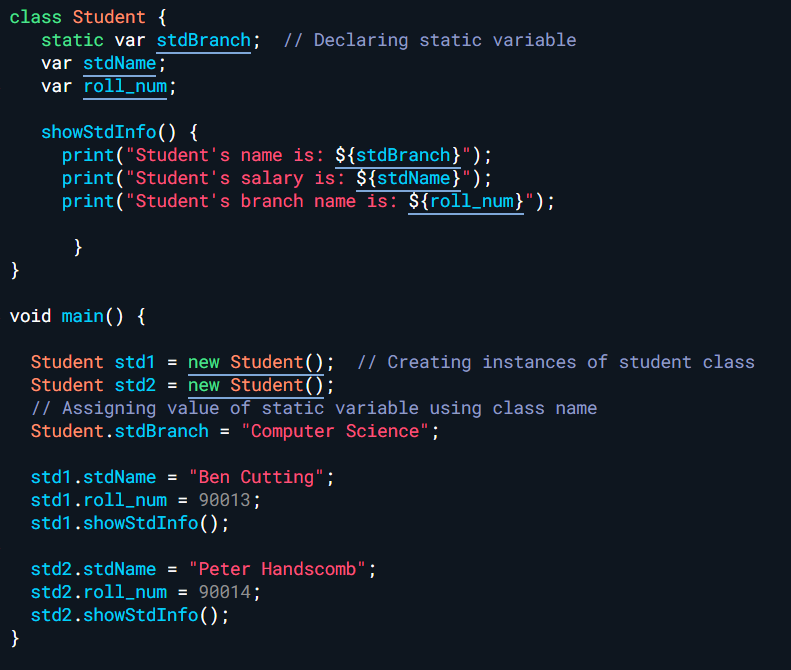 class Student {
   static var stdBranch;  // Declaring static variable
   var stdName;
   var roll_num;

   showStdInfo() {
     print("Student's name is: ${stdBranch}");
     print("Student's salary is: ${stdName}");
     print("Student's branch name is: ${roll_num}");

      }
}

void main() {

  Student std1 = new Student();  // Creating instances of student class
  Student std2 = new Student();
  // Assigning value of static variable using class name
  Student.stdBranch = "Computer Science";

  std1.stdName = "Ben Cutting";
  std1.roll_num = 90013;
  std1.showStdInfo();

  std2.stdName = "Peter Handscomb";
  std2.roll_num = 90014;
  std2.showStdInfo();
}